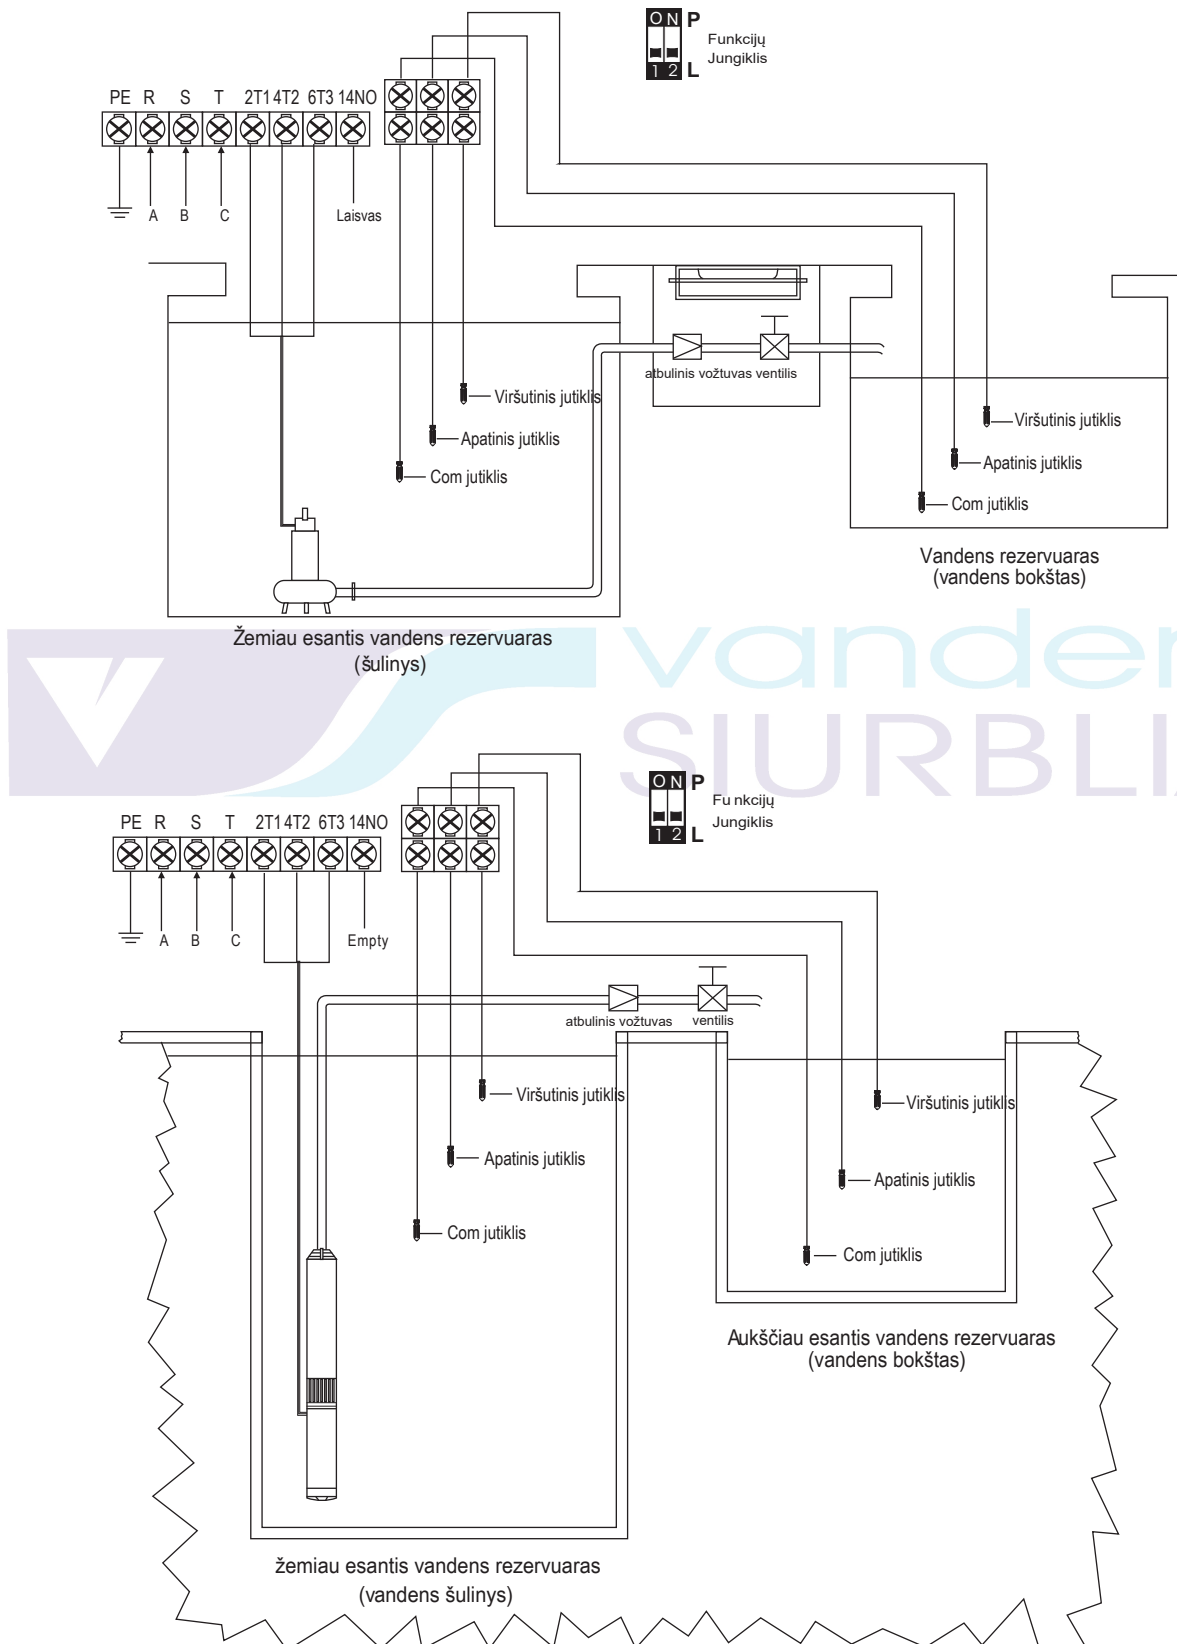 ON P
Funkcijų
Jungiklis
1 2 L
PE R S T 2T1 4T2 6T3 14NO
A B C Laisvas
atbulinis vožtuvas ventilis
Viršutinis jutiklis
Apatinis jutiklis
Com jutiklis
Viršutinis jutiklis
Apatinis jutiklis
Com jutiklis
Vandens rezervuaras
(vandens bokštas)
Žemiau esantis vandens rezervuaras
(šulinys)
vanden
SIURBLI
ON P
Fu nkcijų
Jungiklis
1 2 L
PE R S T 2T1 4T2 6T3 14NO
A B C Empty
atbulinis vožtuvas ventilis
Viršutinis jutiklis
Apatinis jutiklis
Com jutiklis
Viršutinis jutiklis
Apatinis jutiklis
Com jutiklis
Aukščiau esantis vandens rezervuaras
(vandens bokštas)
žemiau esantis vandens rezervuaras
(vandens šulinys)